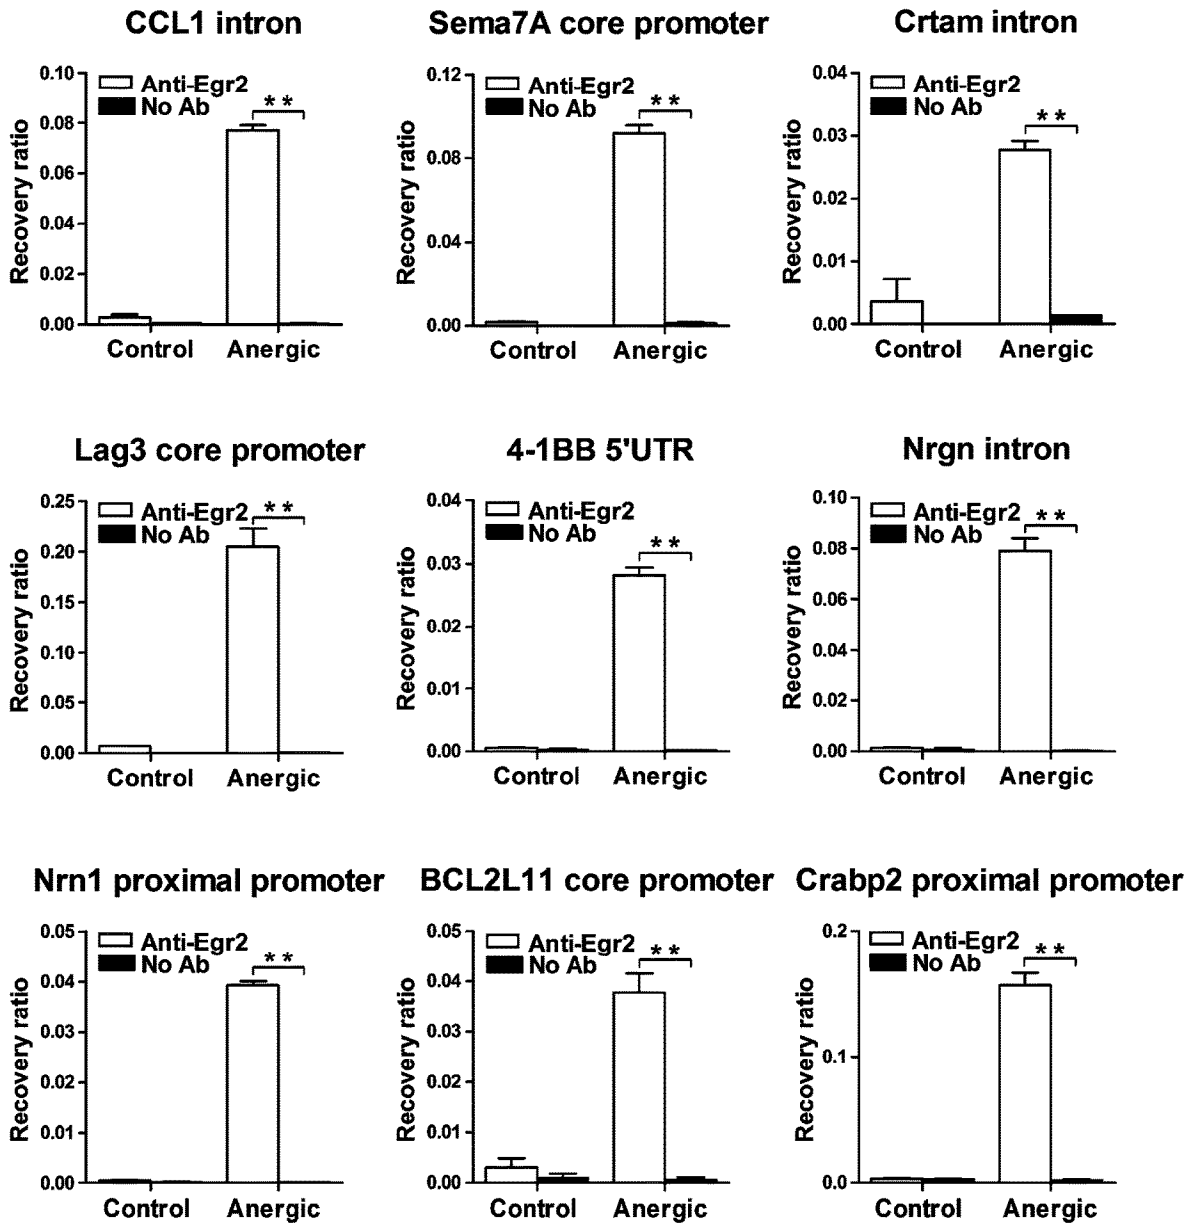 CCL1 intron
Recovery ratio
0.10
0.08
0.06
0.04
0.02
0.00
Anti-Egr2
No Ab
**
Control Anergic
Sema7A core promoter
Recovery ratio
0.12
0.08
0.04
0.00
Anti-Egr2
No Ab
**
Control Anergic
Crtam intron
Recovery ratio
0.04
0.03
0.02
0.01
0.00
Anti-Egr2
No Ab
**
Control Anergic
Lag3 core promoter
Recovery ratio
0.25
0.20
0.15
0.10
0.05
0.00
Anti-Egr2
No Ab
**
Control Anergic
4-1BB 5'UTR
Recovery ratio
0.04
0.03
0.02
0.01
0.00
Anti-Egr2
No Ab
**
Control Anergic
Nrgn intron
Recovery ratio
0.10
0.08
0.06
0.04
0.02
0.00
Anti-Egr2
No Ab
**
Control Anergic
Nrn1 proximal promoter
Recovery ratio
0.05
0.04
0.03
0.02
0.01
0.00
Anti-Egr2
No Ab
**
Control Anergic
BCL2L11 core promoter
Recovery ratio
0.05
0.04
0.03
0.02
0.01
0.00
Anti-Egr2
No Ab
**
Control Anergic
Crabp2 proximal promoter
Recovery ratio
0.2
0.1
0.0
Anti-Egr2
No Ab
**
Control Anergic